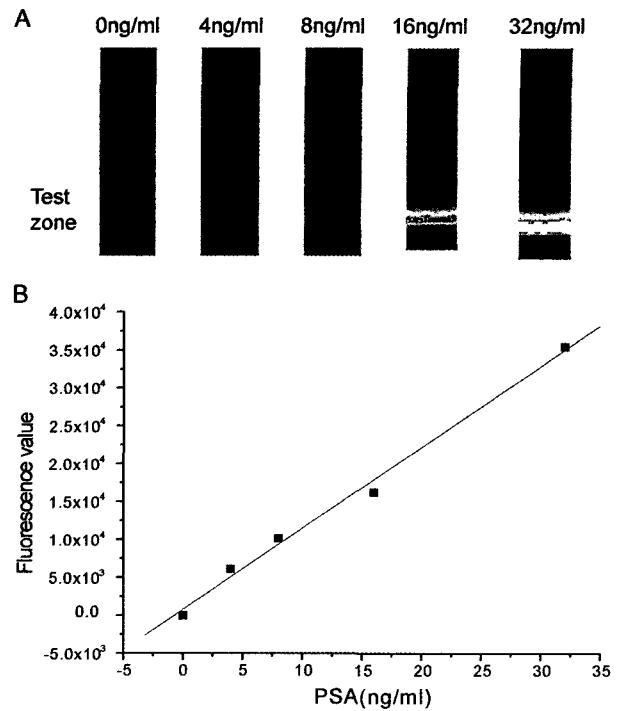 A
0ng/ml 4ng/ml 8ng/ml 16ng/ml 32ng/ml
Test
zone
B
4.0x10⁴
3.5x10⁴
3.0x10⁴
2.5x10⁴
2.0x10⁴
1.5x10⁴
1.0x10⁴
5.0x10³
0.0
-5.0x10³
Fluorescence value
-5 0 5 10 15 20 25 30 35
PSA(ng/ml)